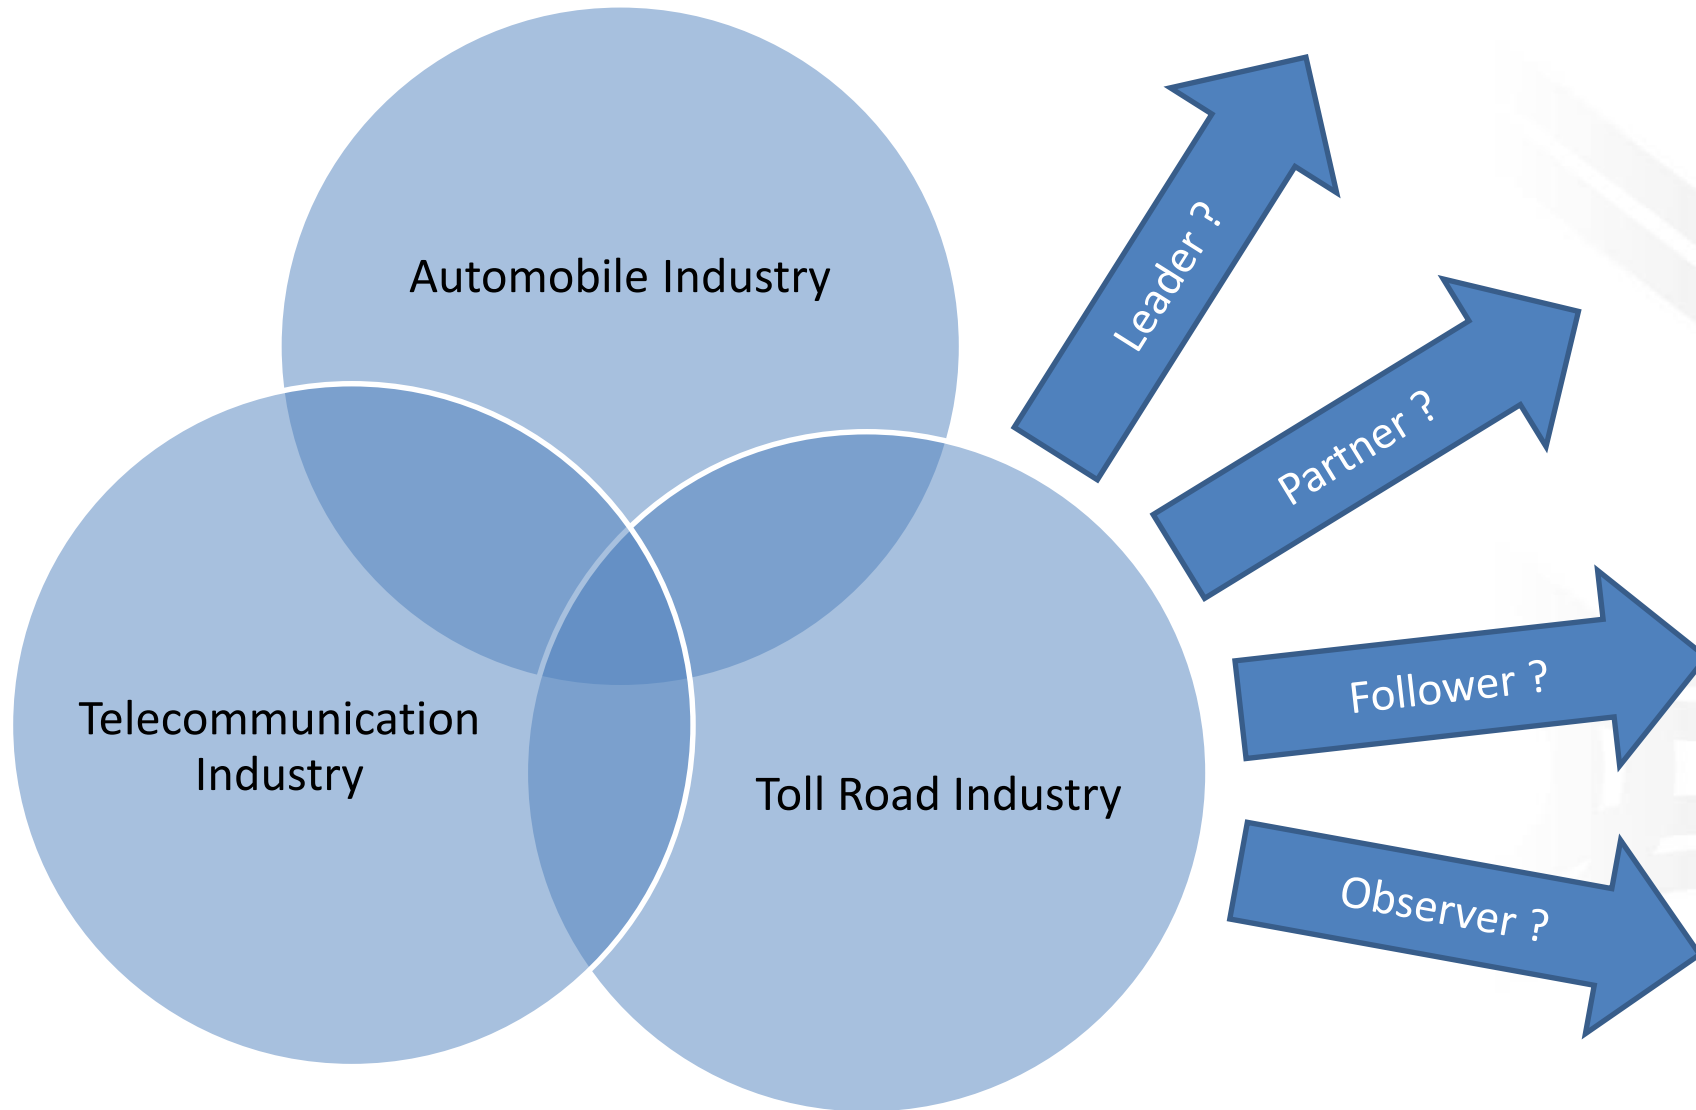 Automobile Industry
Telecommunication
Industry
Toll Road Industry
Leader ?
Partner ?
Follower ?
Observer ?